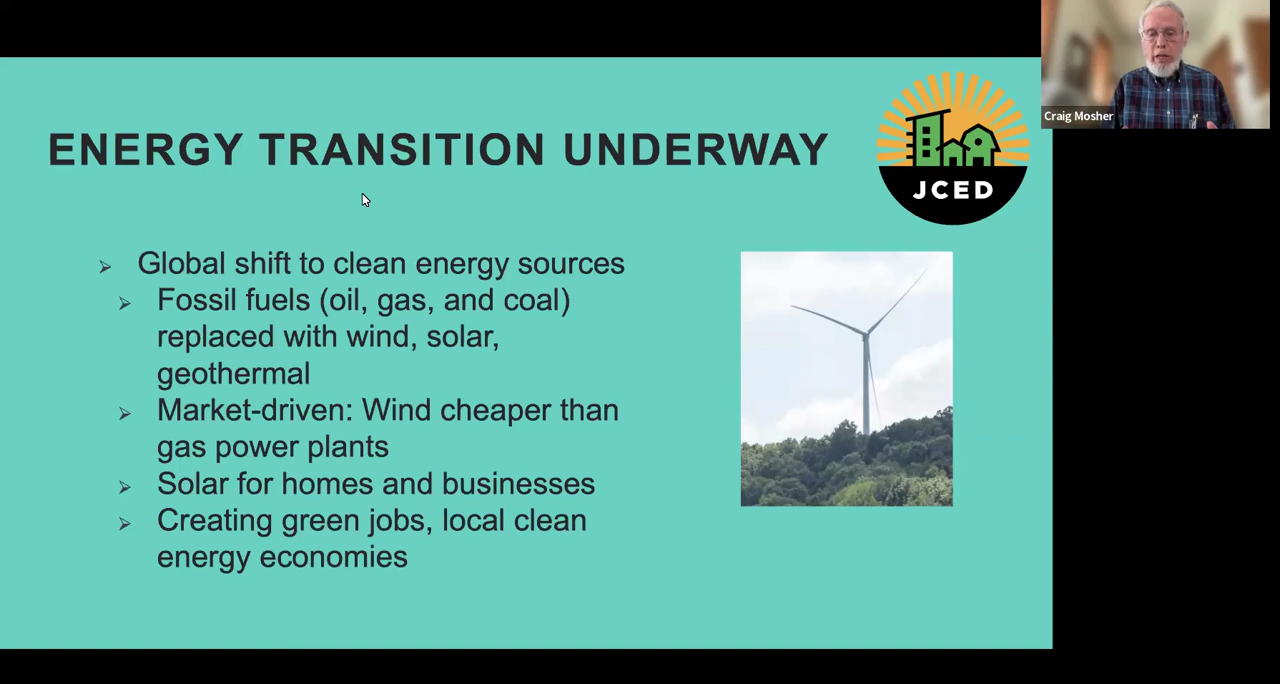 Craig Mosher
ENERGY TRANSITION UNDERWAY
JCED
Global shift to clean energy sources
Fossil fuels (oil, gas, and coal)
replaced with wind, solar,
geothermal
Market-driven: Wind cheaper than
gas power plants
Solar for homes and businesses
Creating green jobs, local clean
energy economies